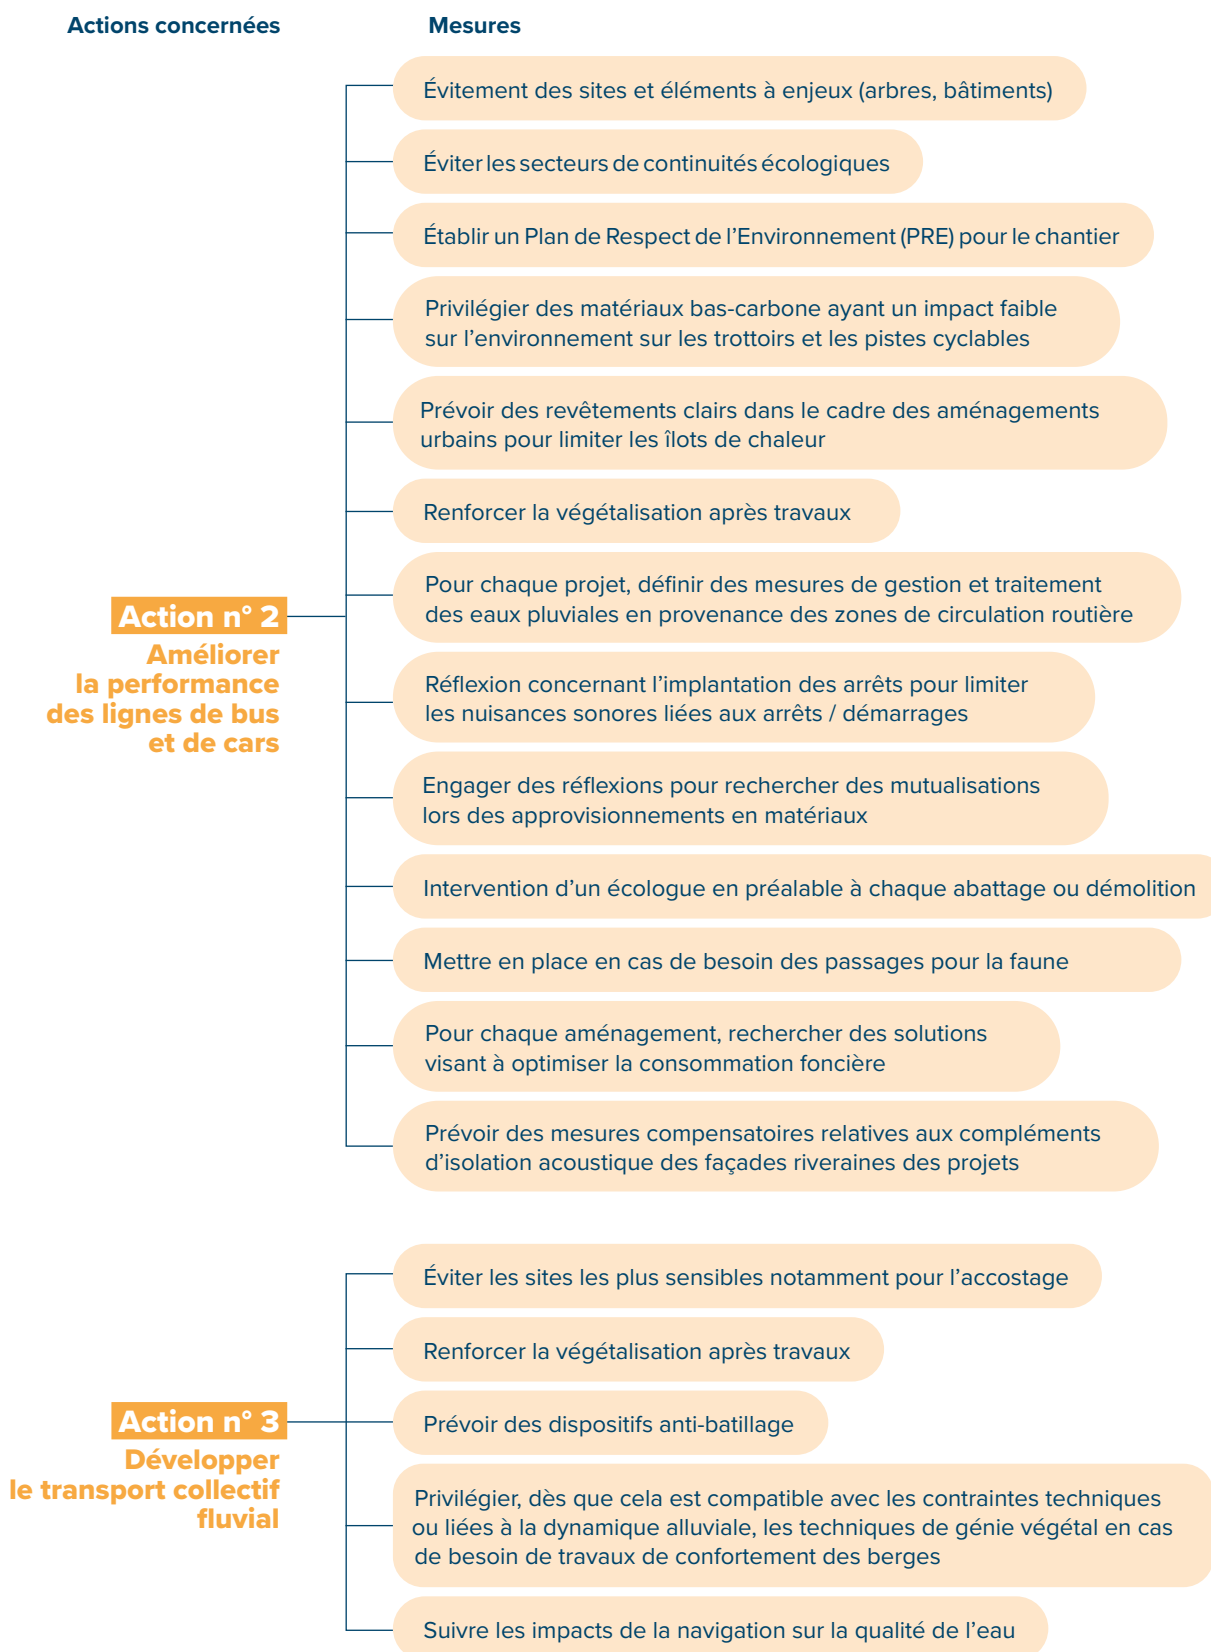 Actions concernées
Mesures
Évitement des sites et éléments à enjeux (arbres, bâtiments)
Éviter les secteurs de continuités écologiques
Établir un Plan de Respect de l’Environnement (PRE) pour le chantier
Privilégier des matériaux bas-carbone ayant un impact faible
sur l’environnement sur les trottoirs et les pistes cyclables
Prévoir des revêtements clairs dans le cadre des aménagements
urbains pour limiter les îlots de chaleur
Renforcer la végétalisation après travaux
Pour chaque projet, définir des mesures de gestion et traitement
des eaux pluviales en provenance des zones de circulation routière
Action n° 2
Améliorer
la performance
des lignes de bus
et de cars
Réflexion concernant l’implantation des arrêts pour limiter
les nuisances sonores liées aux arrêts / démarrages
Engager des réflexions pour rechercher des mutualisations
lors des approvisionnements en matériaux
Intervention d’un écologue en préalable à chaque abattage ou démolition
Mettre en place en cas de besoin des passages pour la faune
Pour chaque aménagement, rechercher des solutions
visant à optimiser la consommation foncière
Prévoir des mesures compensatoires relatives aux compléments
d’isolation acoustique des façades riveraines des projets
Éviter les sites les plus sensibles notamment pour l’accostage
Renforcer la végétalisation après travaux
Action n° 3
Développer
le transport collectif
fluvial
Prévoir des dispositifs anti-batillage
Privilégier, dès que cela est compatible avec les contraintes techniques
ou liées à la dynamique alluviale, les techniques de génie végétal en cas
de besoin de travaux de confortement des berges
Suivre les impacts de la navigation sur la qualité de l’eau